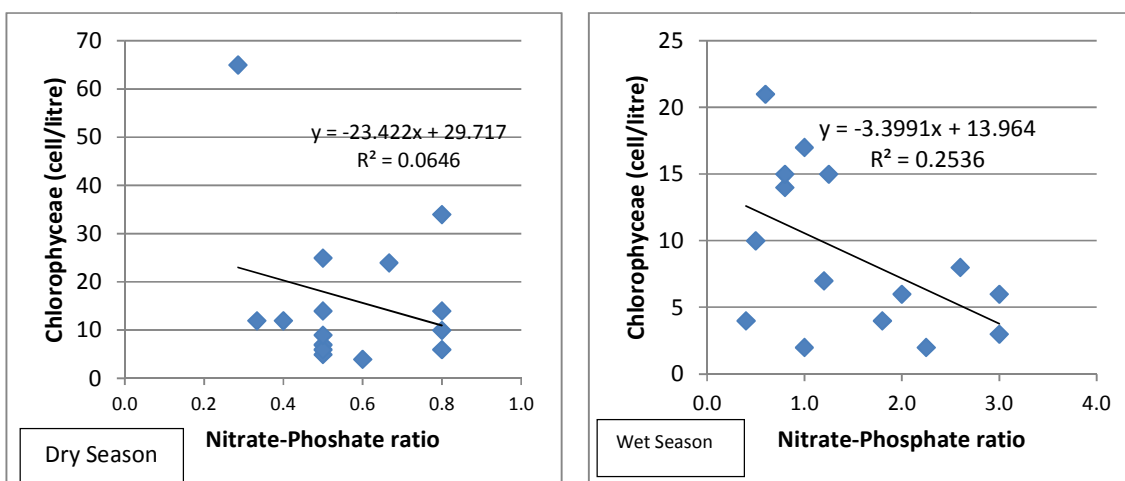 70
60
50
40
30
20
10
0
Chlorophyceae (cell/litre)
y = -23.422x + 29.717
R² = 0.0646
0.0 0.2 0.4 0.6 0.8 1.0
Nitrate-Phoshate ratio
Dry Season
25
20
15
10
5
0
Chlorophyceae (cell/litre)
y = -3.3991x + 13.964
R² = 0.2536
0.0 1.0 2.0 3.0 4.0
Nitrate-Phosphate ratio
Wet Season